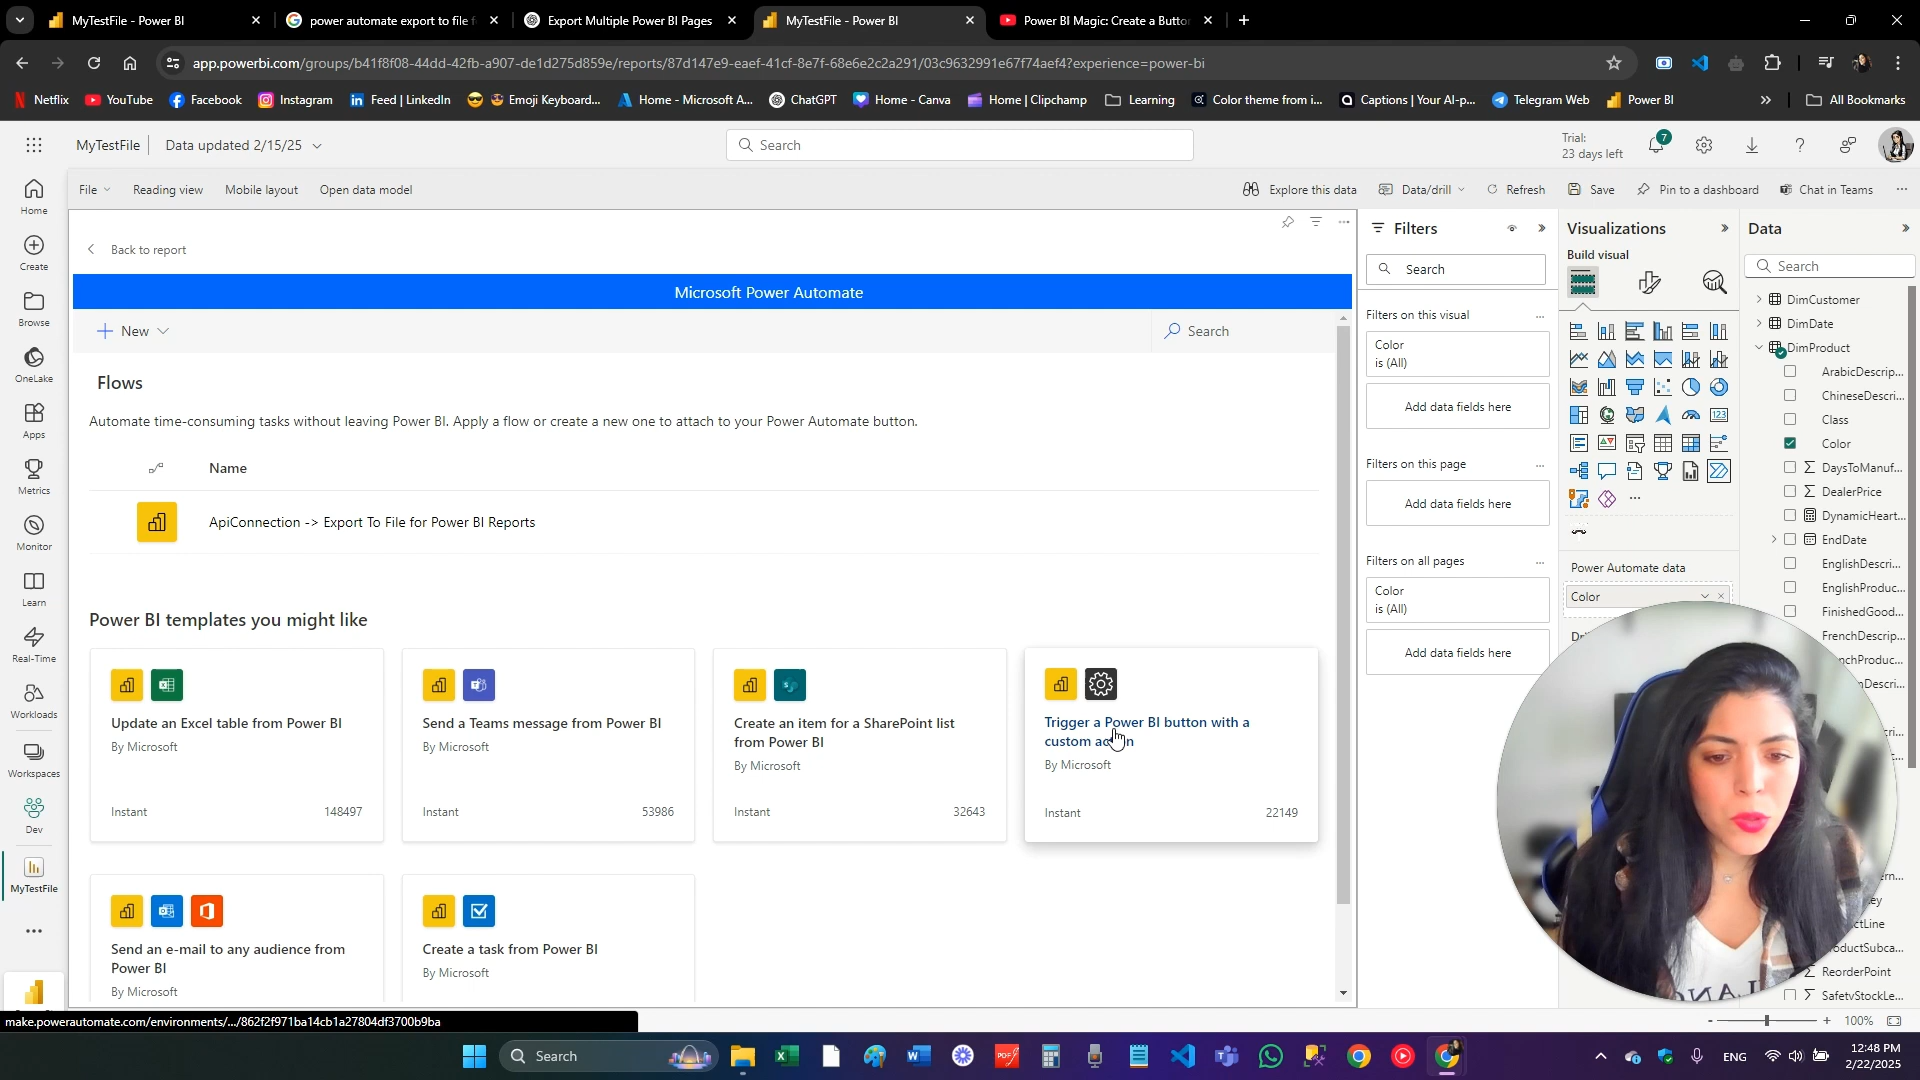 MyTestFile - Power BI
power automate export to file f
Export Multiple Power BI Pages
MyTestFile - Power BI
Power BI Magic: Create a Butto
app.powerbi.com/groups/b41f8f08-44dd-42fb-a907-de1d275d859e/reports/87d147e9-eaef-41cf-8e7f-68e6e2c2a291/03c9632991e67f74aef4?experience=power-bi
Netflix
YouTube
Facebook
Instagram
Feed | LinkedIn
Emoji Keyboard...
Home - Microsoft A...
ChatGPT
Home - Canva
Home | Clipchamp
Learning
Color theme from i...
Captions | Your AI-p...
Telegram Web
Power BI
All Bookmarks
MyTestFile
Data updated 2/15/25
Search
Trial:
23 days left
7
File
Reading view
Mobile layout
Open data model
Explore this data
Data/drill
Refresh
Save
Pin to a dashboard
Chat in Teams
Home
Create
Browse
OneLake
Apps
Metrics
Monitor
Learn
Real-Time
Workloads
Workspaces
Dev
MyTestFile
Back to report
Microsoft Power Automate
New
Search
Flows
Automate time-consuming tasks without leaving Power BI. Apply a flow or create a new one to attach to your Power Automate button.
Name
ApiConnection -> Export To File for Power BI Reports
Power BI templates you might like
Update an Excel table from Power BI
By Microsoft
Instant 148497
Send a Teams message from Power BI
By Microsoft
Instant 53986
Create an item for a SharePoint list
from Power BI
By Microsoft
Instant 32643
Trigger a Power BI button with a
custom action
By Microsoft
Instant 22149
Send an e-mail to any audience from
Power BI
By Microsoft
Create a task from Power BI
By Microsoft
make.powerautomate.com/environments/.../862f2f971ba14cb1a27804df3700b9ba
Filters
Search
Filters on this visual
Color
is (All)
Add data fields here
Filters on this page
Add data fields here
Filters on all pages
Color
is (All)
Add data fields here
Visualizations
Build visual
123
Power Automate data
Color
Data
Search
DimCustomer
DimDate
DimProduct
ArabicDescrip...
ChineseDescri...
Class
Color
DaysToManuf...
DealerPrice
DynamicHeart...
EndDate
EnglishDescri...
EnglishProduc...
FinishedGood...
FrenchDescrip...
ReorderPoint
SafetyStockLe...
100%
Search
ENG
12:48 PM
2/22/2025